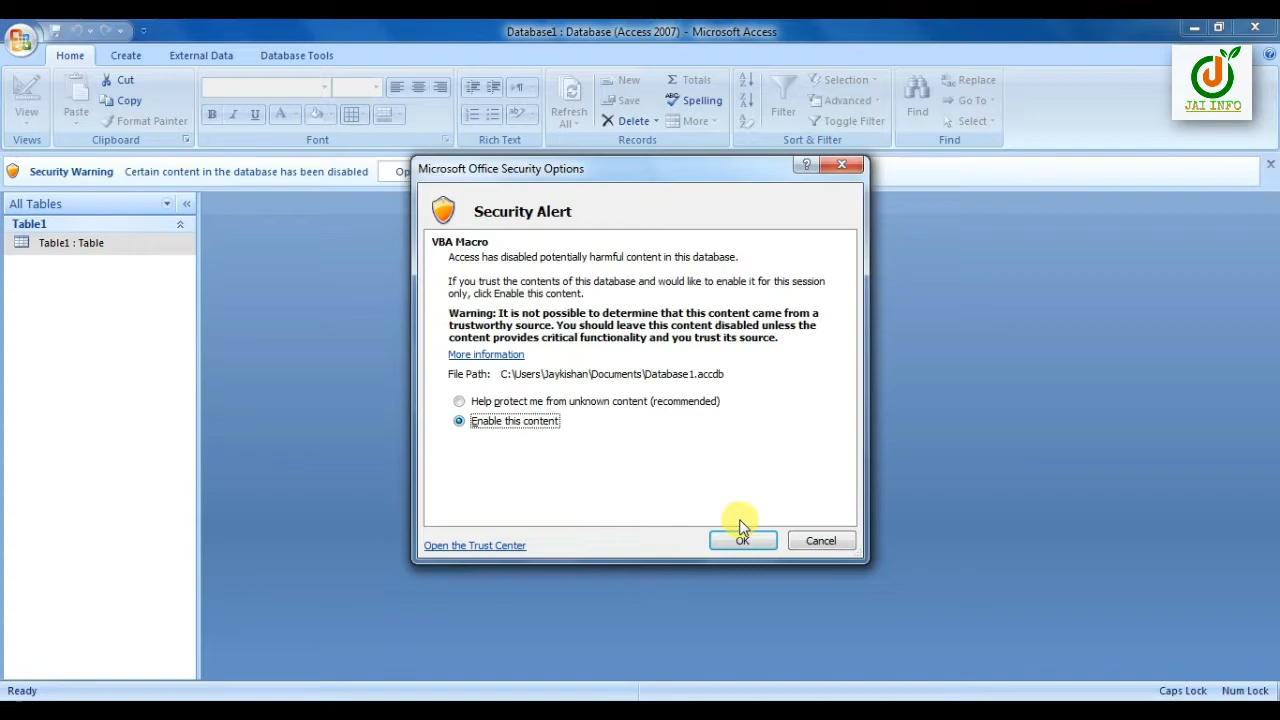 Database1 : Database (Access 2007) - Microsoft Access
Home Create External Data Database Tools
View
Views
Paste
Cut
Copy
Format Painter
Clipboard
B I U A
Font
Rich Text
Refresh All
New
Save
Delete
Totals
Spelling
More
Records
Filter
Selection
Advanced
Toggle Filter
Sort & Filter
Find
Replace
Go To
Select
Find
JAI INFO
Security Warning Certain content in the database has been disabled Op
All Tables
Table1
Table1 : Table
Microsoft Office Security Options
Security Alert
VBA Macro
Access has disabled potentially harmful content in this database.
If you trust the contents of this database and would like to enable it for this session
only, click Enable this content.
Warning: It is not possible to determine that this content came from a
trustworthy source. You should leave this content disabled unless the
content provides critical functionality and you trust its source.
More information
File Path: C:\Users\Jaykishan\Documents\Database1.accdb
Help protect me from unknown content (recommended)
Enable this content
Open the Trust Center
OK Cancel
Ready
Caps Lock Num Lock